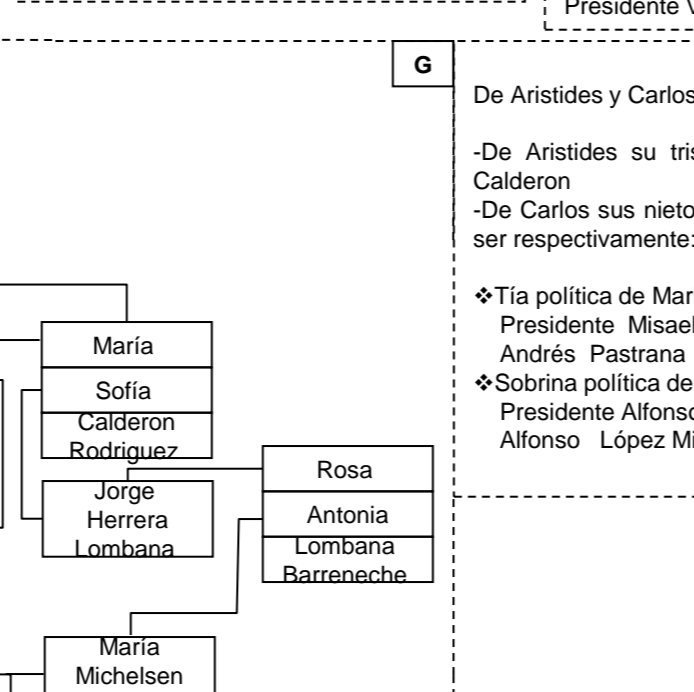 Presidente V
G
De Aristides y Carlos
-De Aristides su tris
Calderon
-De Carlos sus nieto
ser respectivamente:
❖Tía política de Mar
Presidente Misael
Andrés Pastrana
❖Sobrina política de
Presidente Alfonso
Alfonso López Mi
María
Sofía
Calderon
Rodriguez
Jorge
Herrera
Lombana
Rosa
Antonia
Lombana
Barreneche
María
Michelsen